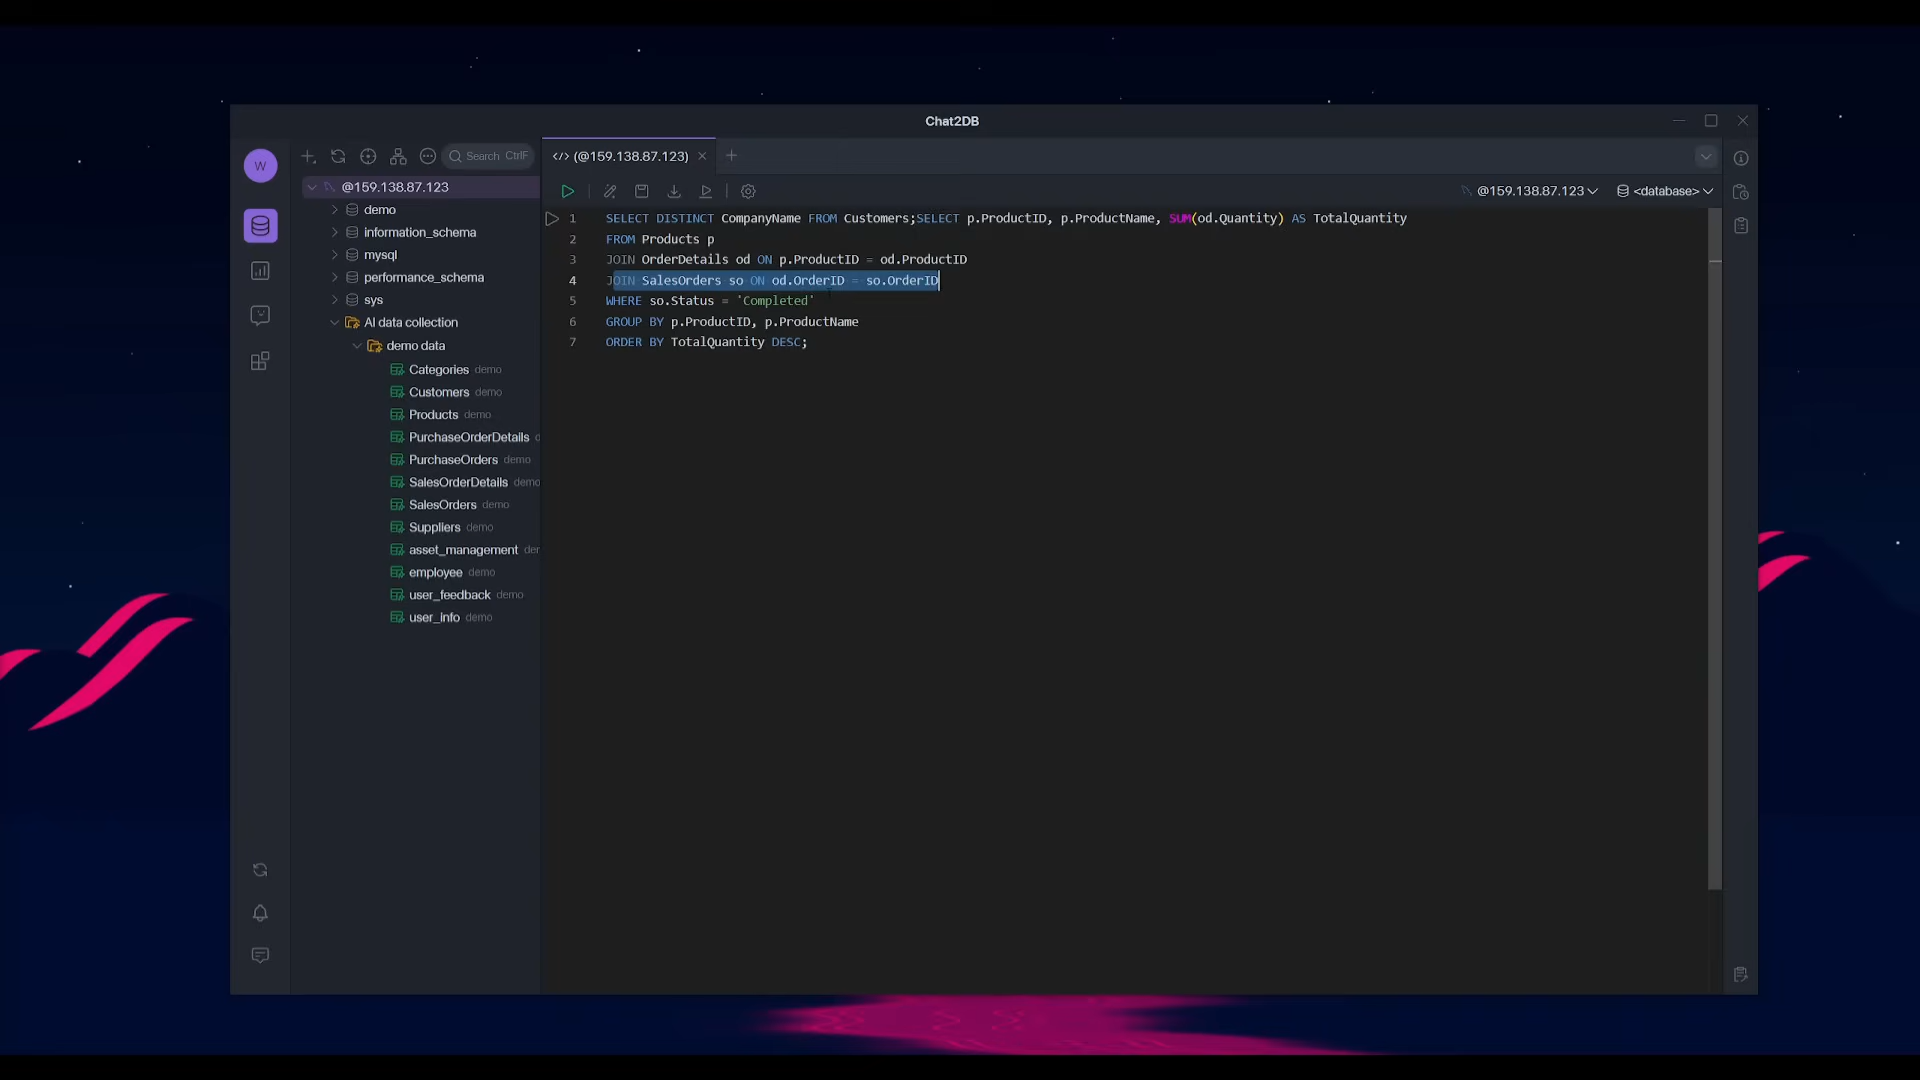 Chat2DB
W
Search CtrlF
</> (@159.138.87.123)
@159.138.87.123
<database>
@159.138.87.123
demo
information_schema
mysql
performance_schema
sys
AI data collection
demo data
Categories demo
Customers demo
Products demo
PurchaseOrderDetails d
PurchaseOrders demo
SalesOrderDetails demo
SalesOrders demo
Suppliers demo
asset_management der
employee demo
user_feedback demo
user_info demo
1 SELECT DISTINCT CompanyName FROM Customers;SELECT p.ProductID, p.ProductName, SUM(od.Quantity) AS TotalQuantity
2 FROM Products p
3 JOIN OrderDetails od ON p.ProductID = od.ProductID
4 JOIN SalesOrders so ON od.OrderID = so.OrderID
5 WHERE so.Status = 'Completed'
6 GROUP BY p.ProductID, p.ProductName
7 ORDER BY TotalQuantity DESC;